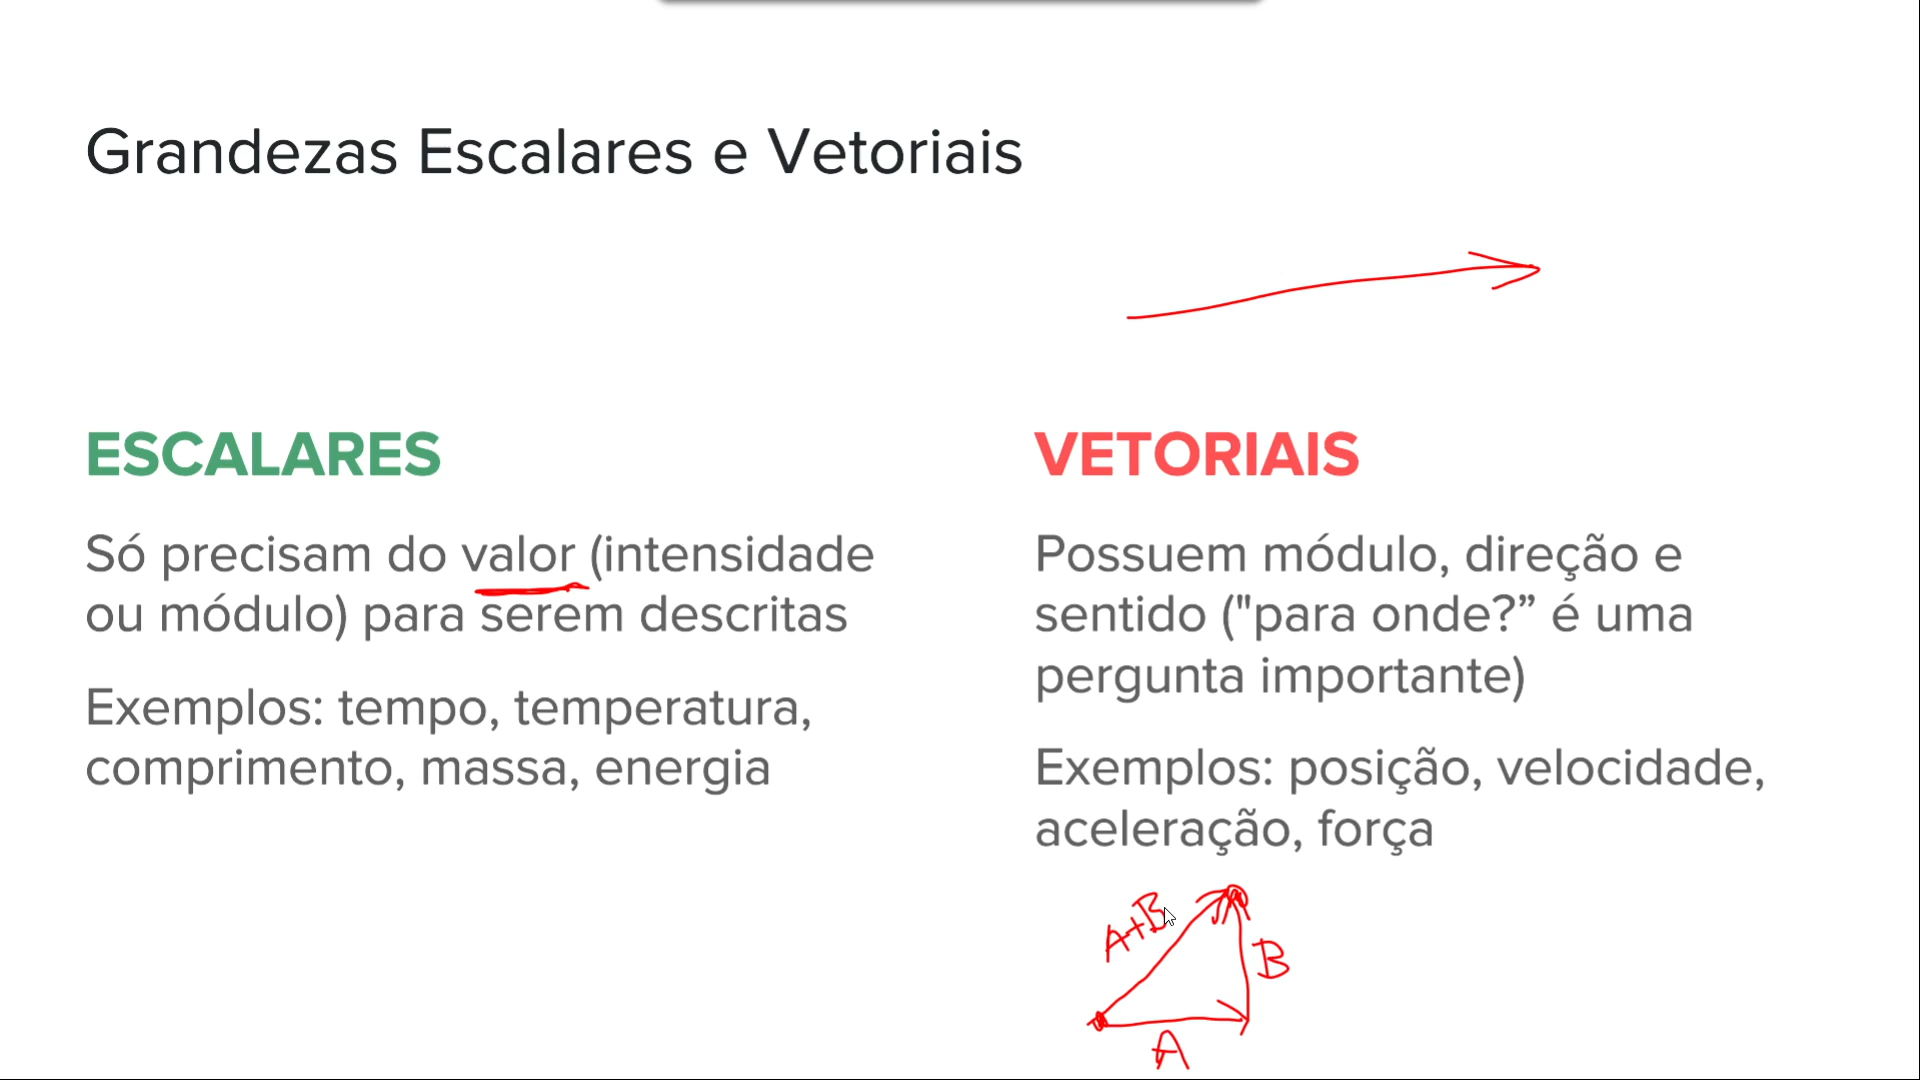 Grandezas Escalares e Vetoriais
ESCALARES
Só precisam do valor (intensidade
ou módulo) para serem descritas
Exemplos: tempo, temperatura,
comprimento, massa, energia
VETORIAIS
Possuem módulo, direção e
sentido ("para onde?” é uma
pergunta importante)
Exemplos: posição, velocidade,
aceleração, força
A+B
B
A